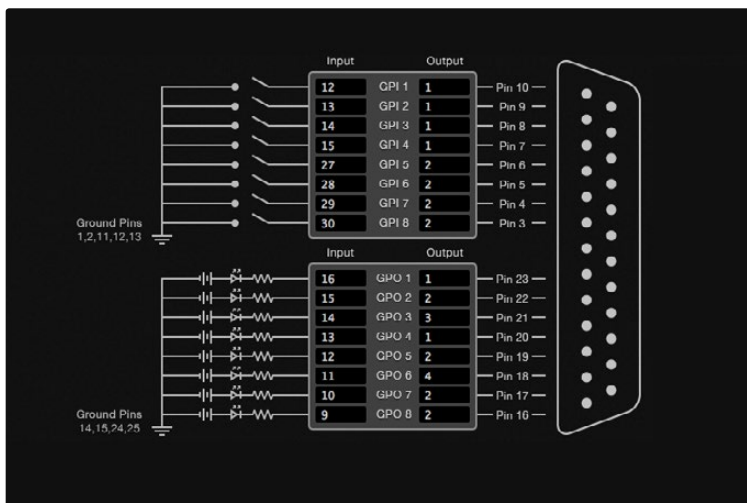 Input Output
12 GPI 1 1 Pin 10
13 GPI 2 1 Pin 9
14 GPI 3 1 Pin 8
15 GPI 4 1 Pin 7
27 GPI 5 2 Pin 6
28 GPI 6 2 Pin 5
29 GPI 7 2 Pin 4
30 GPI 8 2 Pin 3
Ground Pins
1,2,11,12,13
Input Output
16 GPO 1 1 Pin 23
15 GPO 2 2 Pin 22
14 GPO 3 3 Pin 21
13 GPO 4 1 Pin 20
12 GPO 5 2 Pin 19
11 GPO 6 4 Pin 18
10 GPO 7 2 Pin 17
9 GPO 8 2 Pin 16
Ground Pins
14,15,24,25